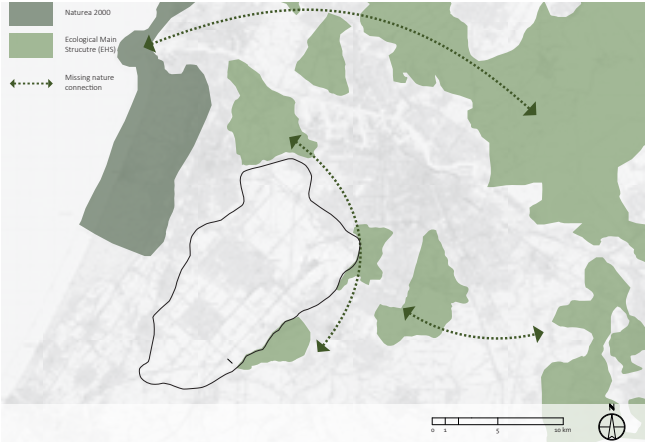 Naturea 2000
Ecological Main
Strucutre (EHS)
Missing nature
connection
N
0 1 5 10 km